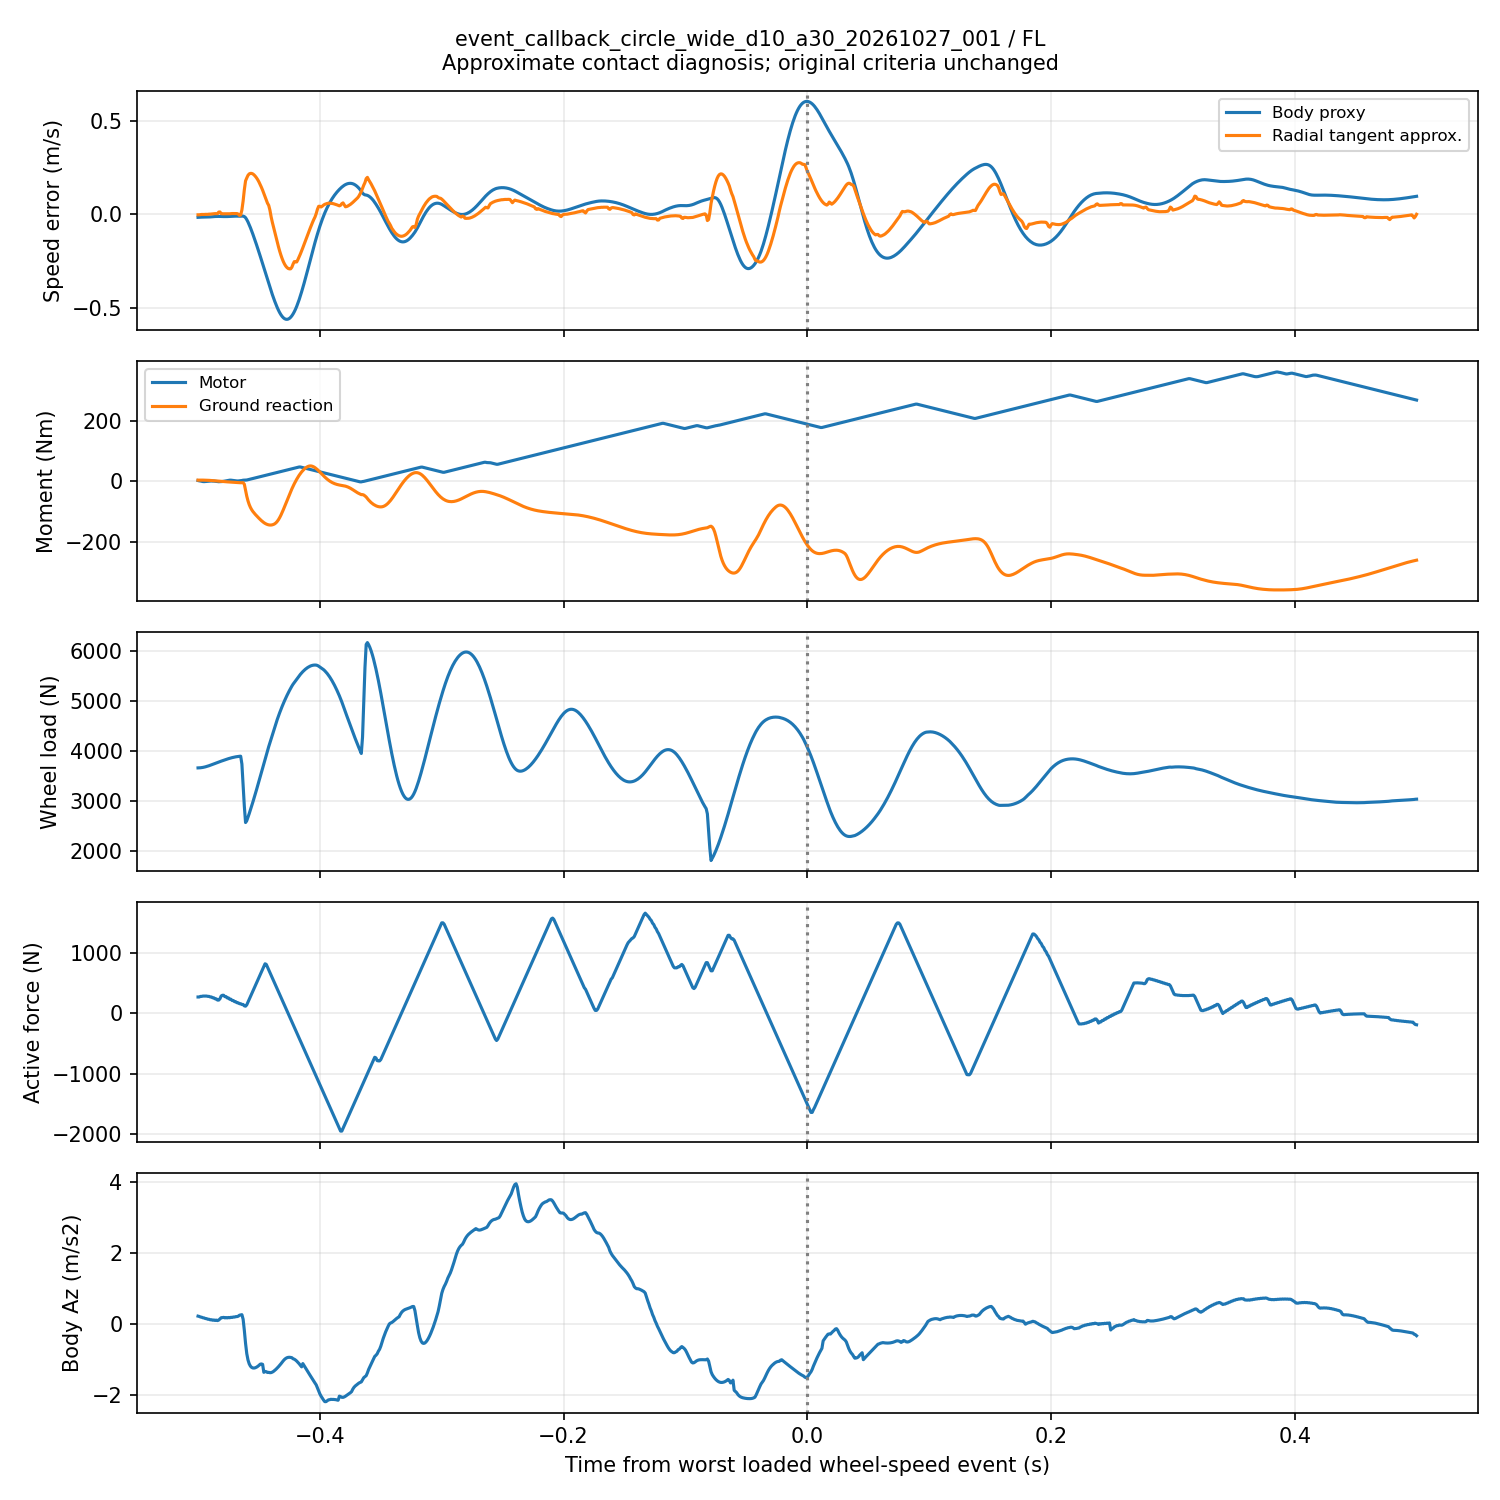 event_callback_circle_wide_d10_a30_20261027_001 / FL
Approximate contact diagnosis; original criteria unchanged
Speed error (m/s)
0.5
0.0
−0.5
Body proxy
Radial tangent approx.
Moment (Nm)
200
0
−200
Motor
Ground reaction
Wheel load (N)
6000
5000
4000
3000
2000
Active force (N)
1000
0
−1000
−2000
Body Az (m/s2)
4
2
0
−2
−0.4
−0.2
0.0
0.2
0.4
Time from worst loaded wheel-speed event (s)